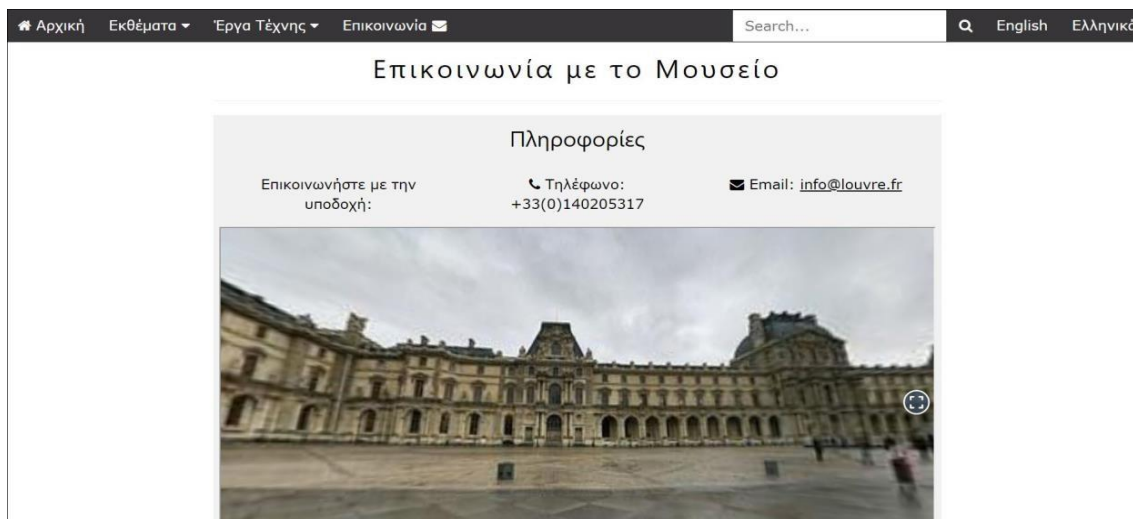 Αρχική Εκθέματα Έργα Τέχνης Επικοινωνία Search... English Ελληνικά
Επικοινωνία με το Μουσείο
Πληροφορίες
Επικοινωνήστε με την
υποδοχή:
Τηλέφωνο:
+33(0)140205317
Email: info@louvre.fr